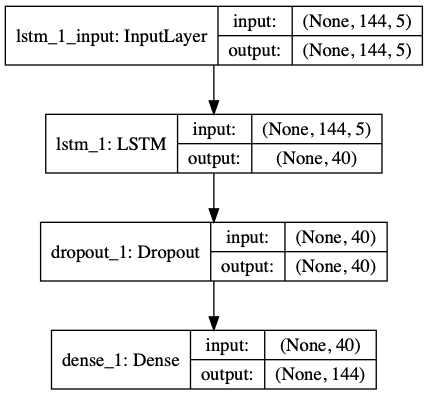 lstm_1_input: InputLayer
input: (None, 144, 5)
output: (None, 144, 5)
lstm_1: LSTM
input: (None, 144, 5)
output: (None, 40)
dropout_1: Dropout
input: (None, 40)
output: (None, 40)
dense_1: Dense
input: (None, 40)
output: (None, 144)